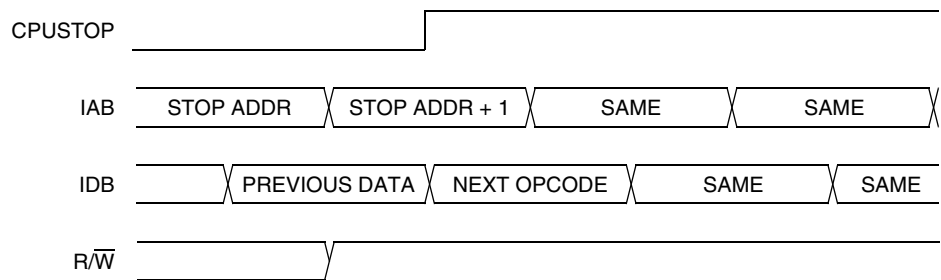 CPUSTOP
IAB STOP ADDR STOP ADDR + 1 SAME SAME
IDB PREVIOUS DATA NEXT OPCODE SAME SAME
R/W̅